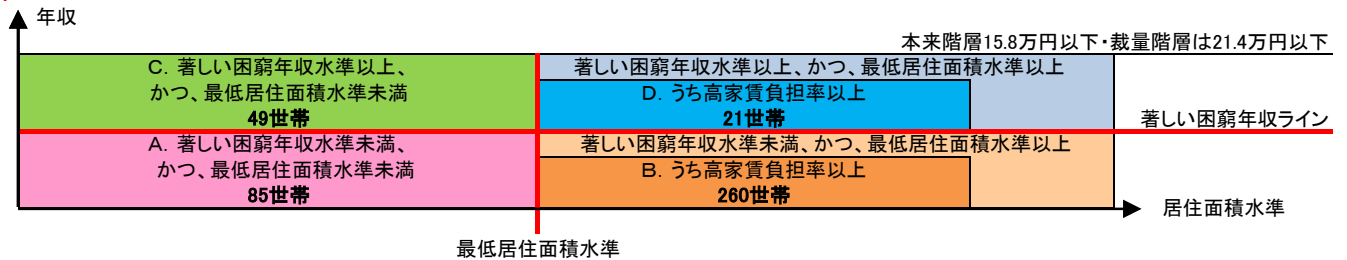 年収
本来階層15.8万円以下・裁量階層は21.4万円以下
C．著しい困窮年収水準以上、
かつ、最低居住面積水準未満
49世帯
著しい困窮年収水準以上、かつ、最低居住面積水準以上
D．うち高家賃負担率以上
21世帯
著しい困窮年収ライン
A．著しい困窮年収水準未満、
かつ、最低居住面積水準未満
85世帯
著しい困窮年収水準未満、かつ、最低居住面積水準以上
B．うち高家賃負担率以上
260世帯
居住面積水準
最低居住面積水準